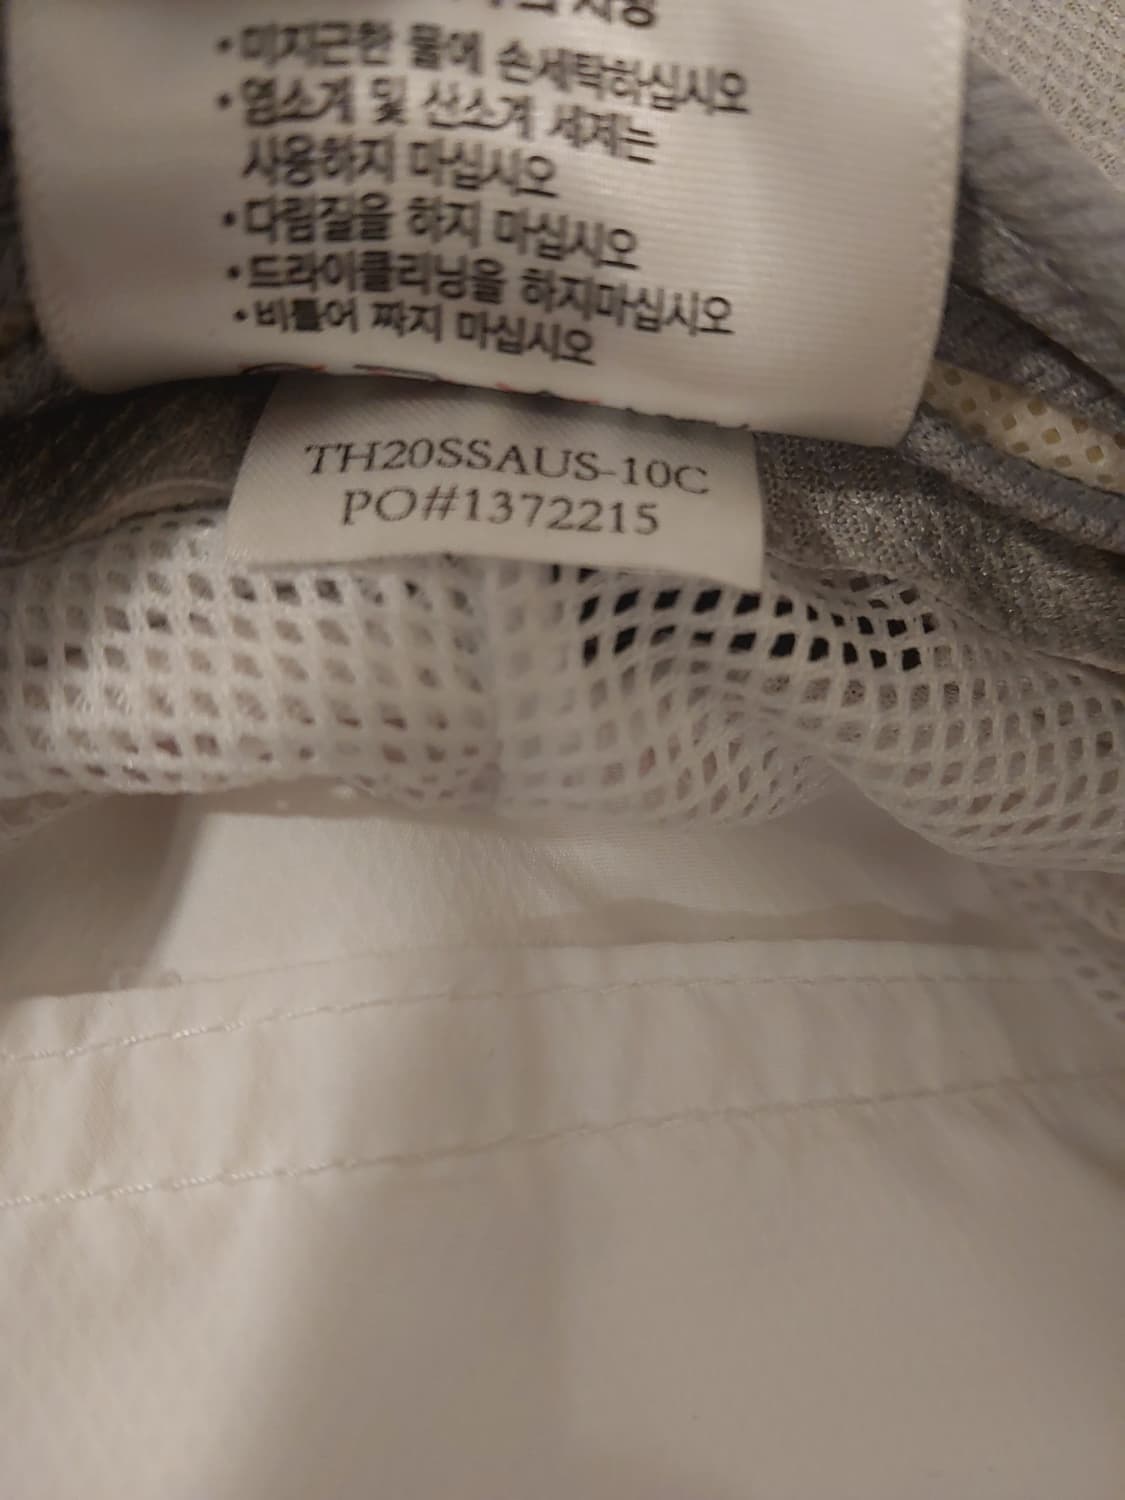 •미지근한 물에 손세탁하십시오
•염소계 및 산소계 세제는
사용하지 마십시오
•다림질을 하지 마십시오
•드라이클리닝을 하지마십시오
•비틀어 짜지 마십시오
TH20SSAUS-10C
PO#1372215